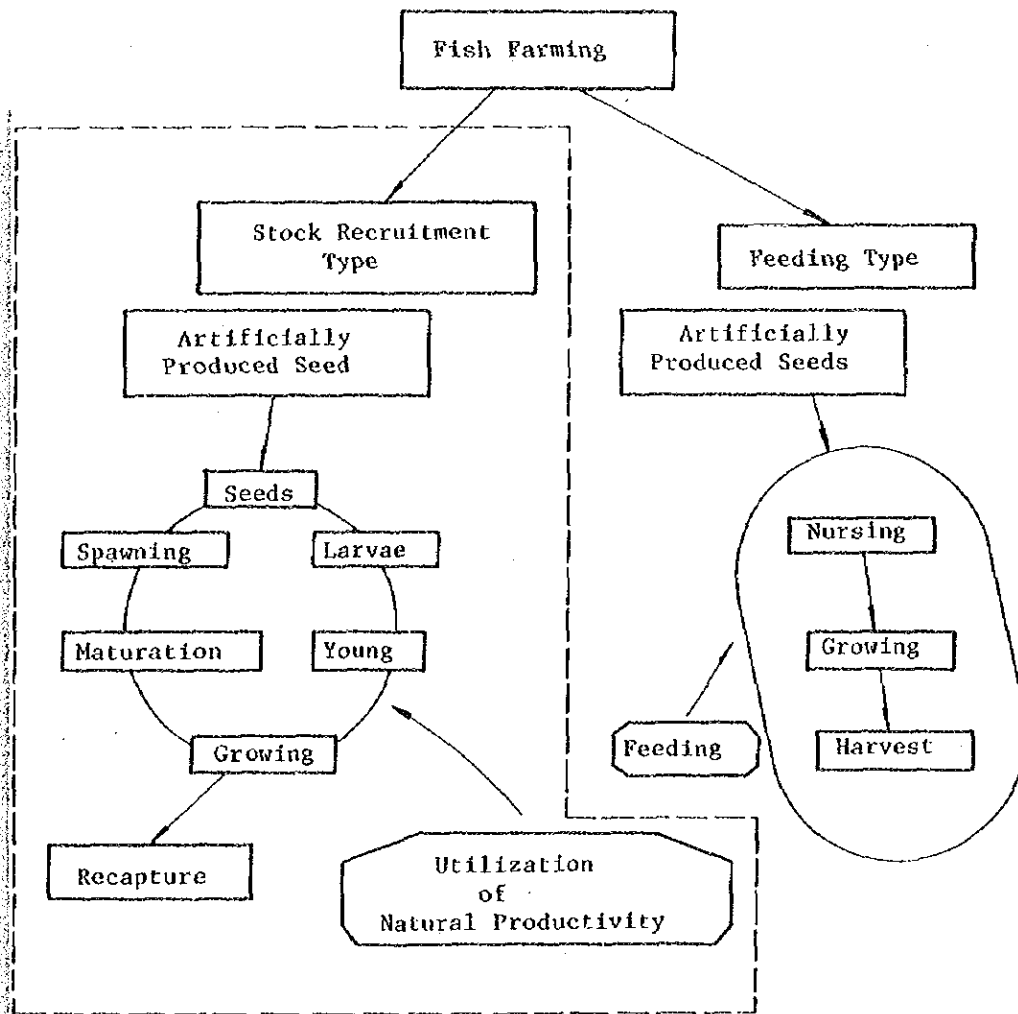 Fish Farming
Stock Recruitment
Type
Artificially
Produced Seed
Seeds
Spawning
Larvae
Maturation
Young
Growing
Recapture
Utilization
of
Natural Productivity
Feeding Type
Artificially
Produced Seeds
Nursing
Growing
Harvest
Feeding